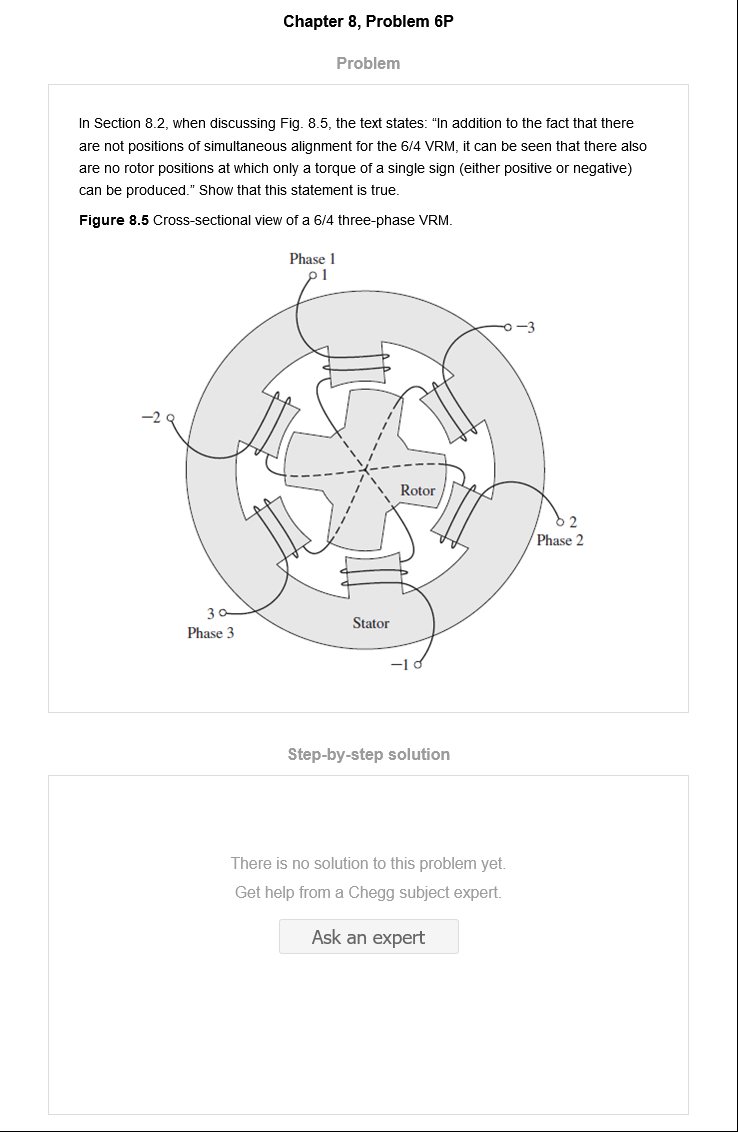 Chapter 8, Problem 6P
Problem
In Section 8.2, when discussing Fig. 8.5, the text states: “In addition to the fact that there
are not positions of simultaneous alignment for the 6/4 VRM, it can be seen that there also
are no rotor positions at which only a torque of a single sign (either positive or negative)
can be produced.” Show that this statement is true.
Figure 8.5 Cross-sectional view of a 6/4 three-phase VRM.
Phase 1
1
−3
−2
Rotor
2
Phase 2
3
Phase 3
Stator
−1
Step-by-step solution
There is no solution to this problem yet.
Get help from a Chegg subject expert.
Ask an expert